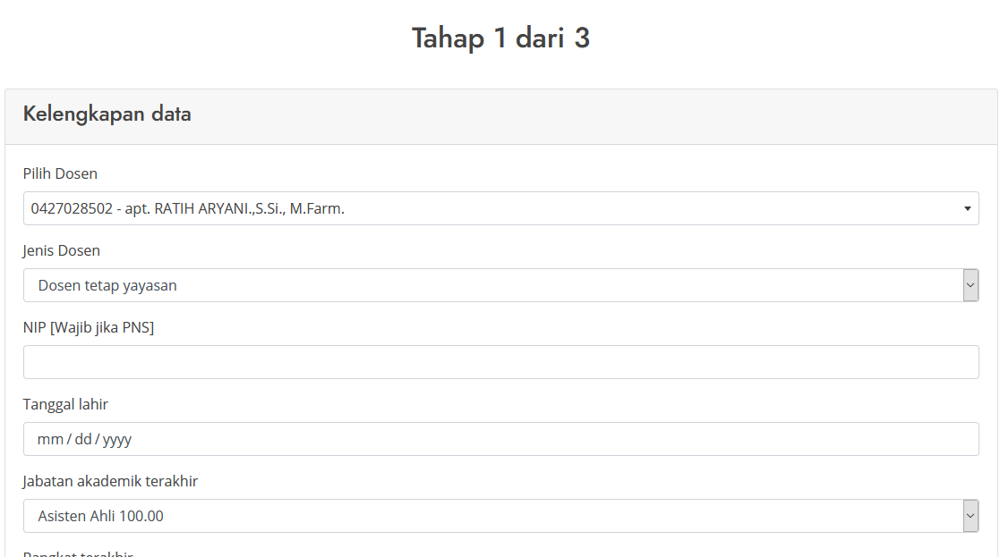 Tahap 1 dari 3
Kelengkapan data
Pilih Dosen
0427028502 - apt. RATIH ARYANI.,S.Si., M.Farm.
Jenis Dosen
Dosen tetap yayasan
NIP [Wajib jika PNS]
Tanggal lahir
mm / dd / yyyy
Jabatan akademik terakhir
Asisten Ahli 100.00
Pangkat terakhir